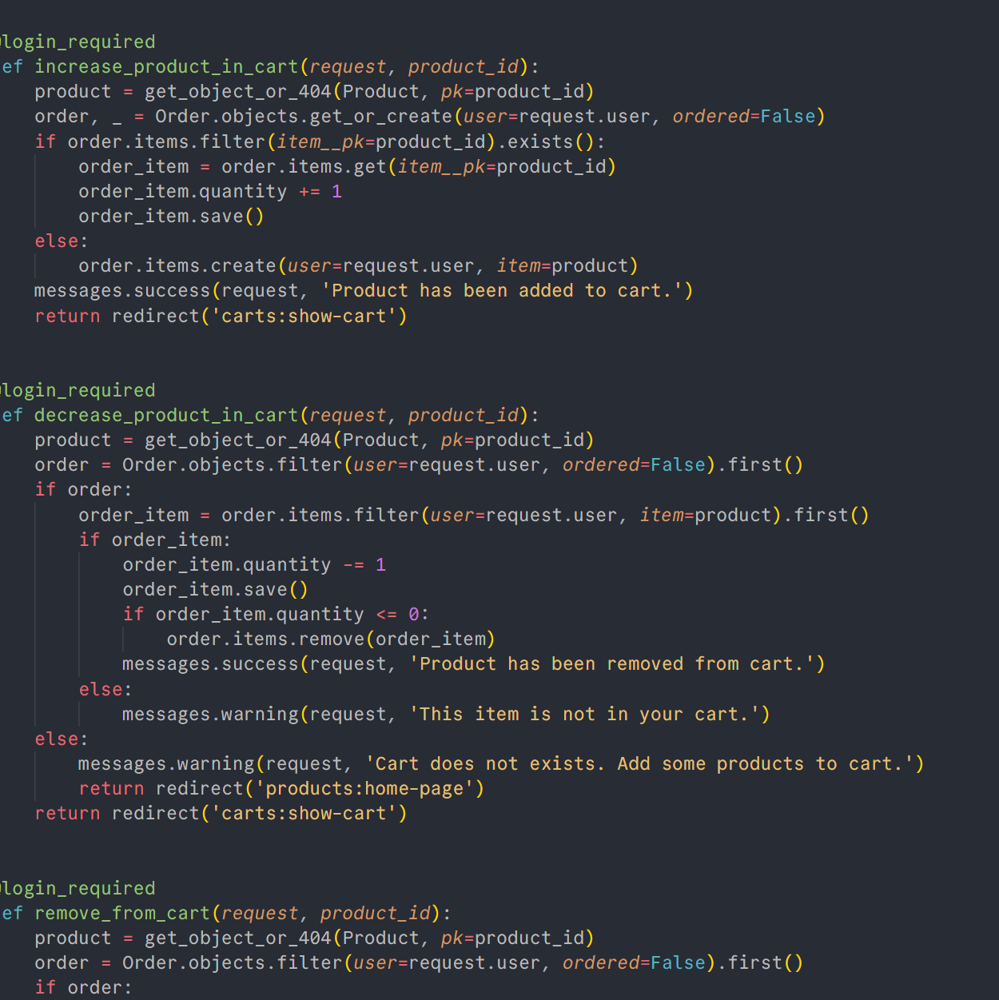 login_required
ef increase_product_in_cart(request, product_id):
    product = get_object_or_404(Product, pk=product_id)
    order, _ = Order.objects.get_or_create(user=request.user, ordered=False)
    if order.items.filter(item__pk=product_id).exists():
        order_item = order.items.get(item__pk=product_id)
        order_item.quantity += 1
        order_item.save()
    else:
        order.items.create(user=request.user, item=product)
    messages.success(request, 'Product has been added to cart.')
    return redirect('carts:show-cart')
login_required
ef decrease_product_in_cart(request, product_id):
    product = get_object_or_404(Product, pk=product_id)
    order = Order.objects.filter(user=request.user, ordered=False).first()
    if order:
        order_item = order.items.filter(user=request.user, item=product).first()
        if order_item:
            order_item.quantity -= 1
            order_item.save()
            if order_item.quantity <= 0:
                order.items.remove(order_item)
            messages.success(request, 'Product has been removed from cart.')
        else:
            messages.warning(request, 'This item is not in your cart.')
    else:
        messages.warning(request, 'Cart does not exists. Add some products to cart.')
        return redirect('products:home-page')
    return redirect('carts:show-cart')
login_required
ef remove_from_cart(request, product_id):
    product = get_object_or_404(Product, pk=product_id)
    order = Order.objects.filter(user=request.user, ordered=False).first()
    if order: